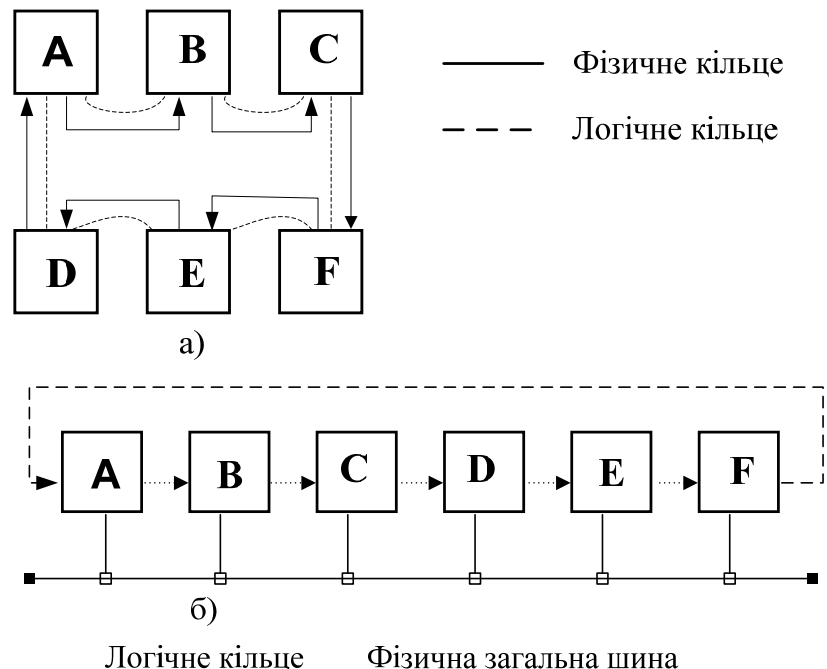 A B C
Фізичне кільце
Логічне кільце
D E F
а)
A B C D E F
б)
Логічне кільце Фізична загальна шина